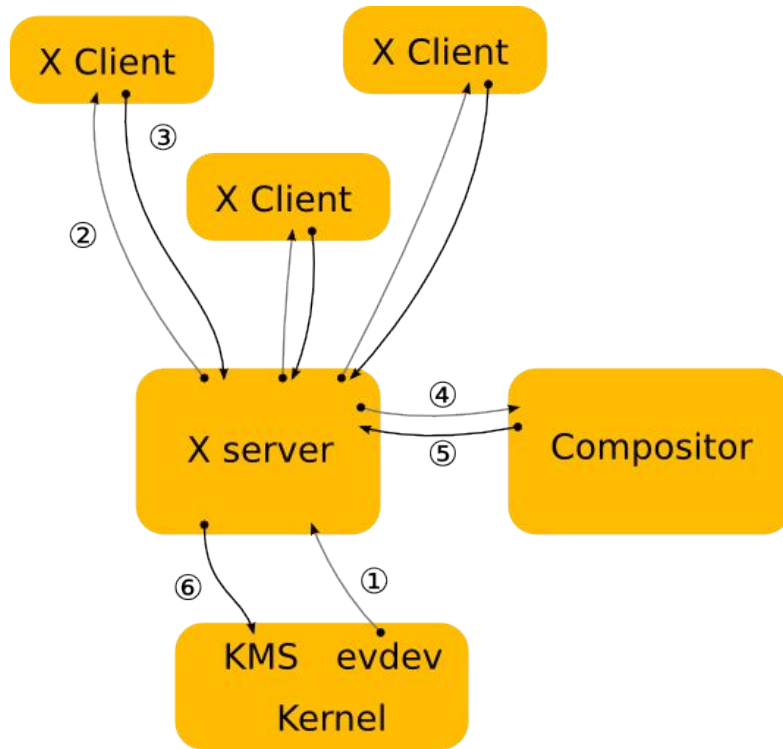 X Client
X Client
③
X Client
②
④
X server
Compositor
⑤
①
⑥
KMS evdev
Kernel